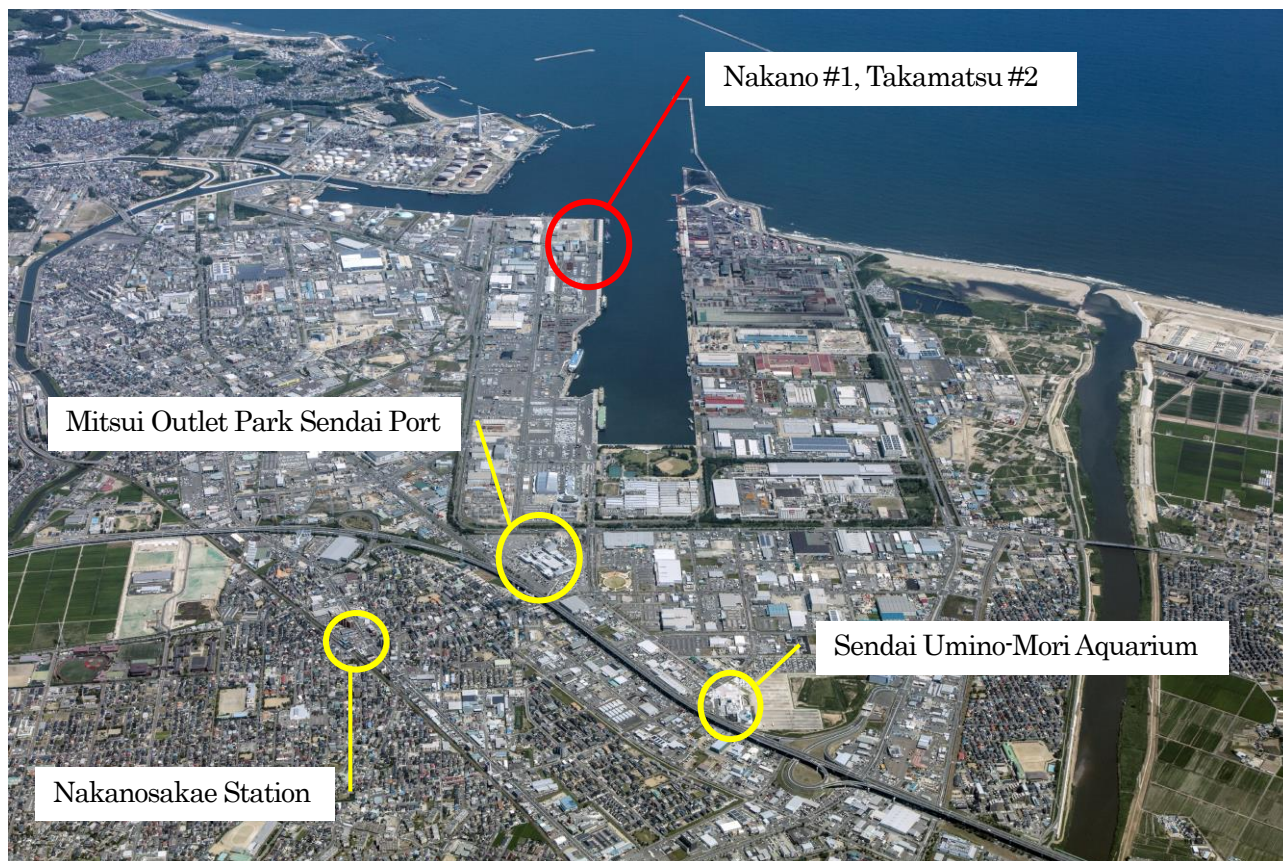 Nakano #1, Takamatsu #2
Mitsui Outlet Park Sendai Port
Sendai Umino-Mori Aquarium
Nakanosakae Station